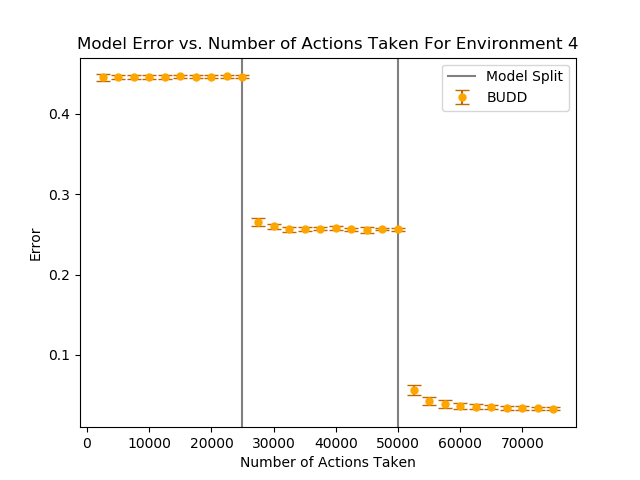 Model Error vs. Number of Actions Taken For Environment 4
Model Split
BUDD
0.4
0.3
0.2
0.1
Error
0 10000 20000 30000 40000 50000 60000 70000
Number of Actions Taken